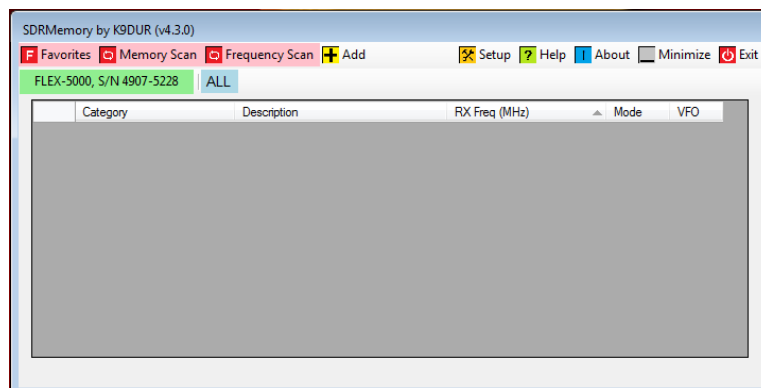 SDRMemory by K9DUR (v4.3.0)
F Favorites Memory Scan Frequency Scan Add Setup ? Help i About Minimize Exit
FLEX-5000, S/N 4907-5228 ALL
Category Description RX Freq (MHz) Mode VFO